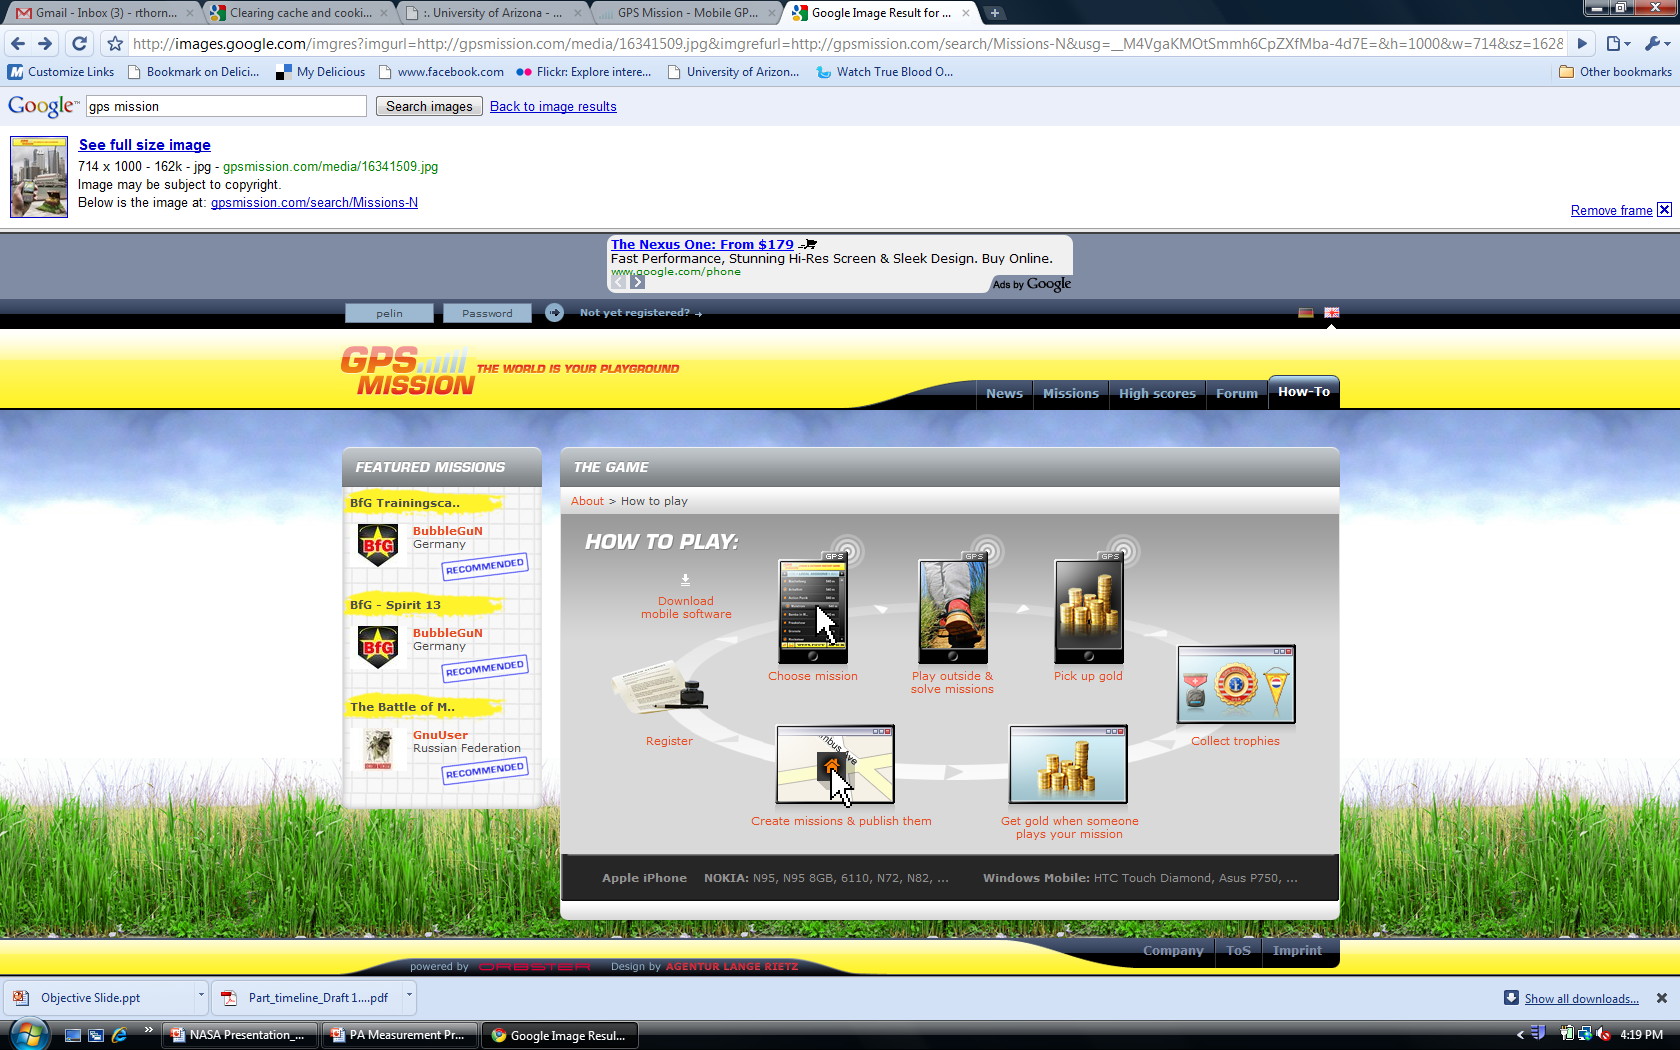 Gmail - Inbox (3) - rthorn...
Clearing cache and cooki...
:. University of Arizona - ...
GPS Mission - Mobile GP...
Google Image Result for ...
http://images.google.com/imgres?imgurl=http://gpsmission.com/media/16341509.jpg&imgrefurl=http://gpsmission.com/search/Missions-N&usg=__M4VgaKMOtSmmh6CpZXfMba-4d7E=&h=1000&w=714&sz=1628
Customize Links
Bookmark on Delici...
My Delicious
www.facebook.com
Flickr: Explore intere...
University of Arizon...
Watch True Blood O...
Other bookmarks
Google™
gps mission
Search images
Back to image results
See full size image
714 x 1000 - 162k - jpg - gpsmission.com/media/16341509.jpg
Image may be subject to copyright.
Below is the image at: gpsmission.com/search/Missions-N
Remove frame
The Nexus One: From $179
Fast Performance, Stunning Hi-Res Screen & Sleek Design. Buy Online.
www.google.com/phone
Ads by Google
pelin
Password
Not yet registered?
GPS MISSION
THE WORLD IS YOUR PLAYGROUND
News
Missions
High scores
Forum
How-To
FEATURED MISSIONS
BfG Trainingsca..
BfG
BubbleGuN
Germany
RECOMMENDED
BfG - Spirit 13
BfG
BubbleGuN
Germany
RECOMMENDED
The Battle of M..
GnuUser
Russian Federation
RECOMMENDED
THE GAME
About > How to play
HOW TO PLAY:
Download
mobile software
GPS
GPS
GPS
Choose mission
Play outside &
solve missions
Pick up gold
Register
Collect trophies
Create missions & publish them
Get gold when someone
plays your mission
Apple iPhone
NOKIA: N95, N95 8GB, 6110, N72, N82, ...
Windows Mobile: HTC Touch Diamond, Asus P750, ...
Company
ToS
Imprint
powered by ORBSTER
Design by AGENTUR LANGE RIETZ
Objective Slide.ppt
Part_timeline_Draft 1....pdf
Show all downloads...
NASA Presentation_...
PA Measurement Pr...
Google Image Resul...
4:19 PM